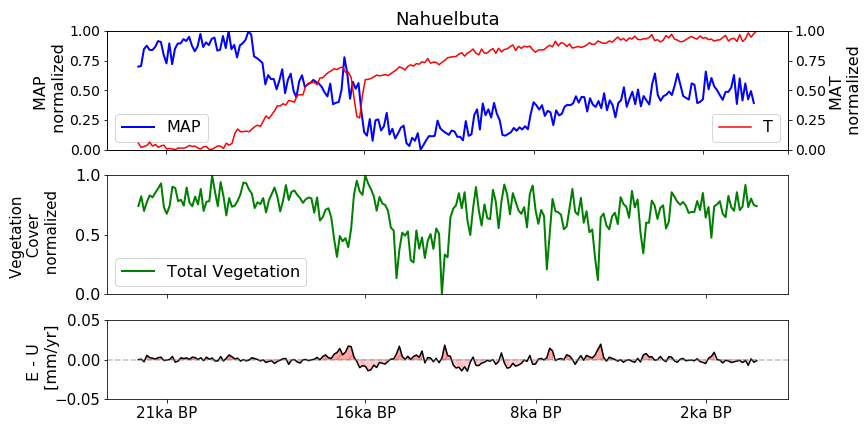 Nahuelbuta
1.00
0.75
0.50
0.25
0.00
MAP
normalized
MAP
T
1.00
0.75
0.50
0.25
0.00
MAT
normalized
1.0
0.5
0.0
Vegetation
Cover
normalized
Total Vegetation
0.05
0.00
−0.05
E - U
[mm/yr]
21ka BP
16ka BP
8ka BP
2ka BP